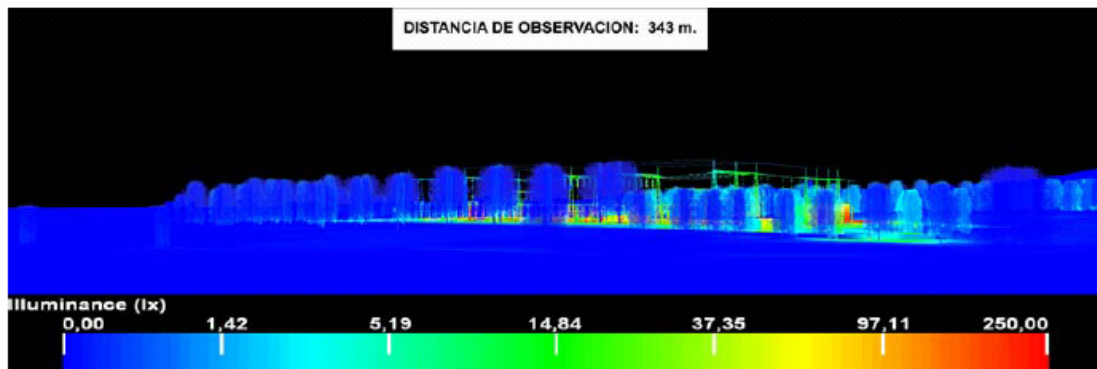 DISTANCIA DE OBSERVACION: 343 m.
Illuminance (lx)
0,00 1,42 5,19 14,84 37,35 97,11 250,00